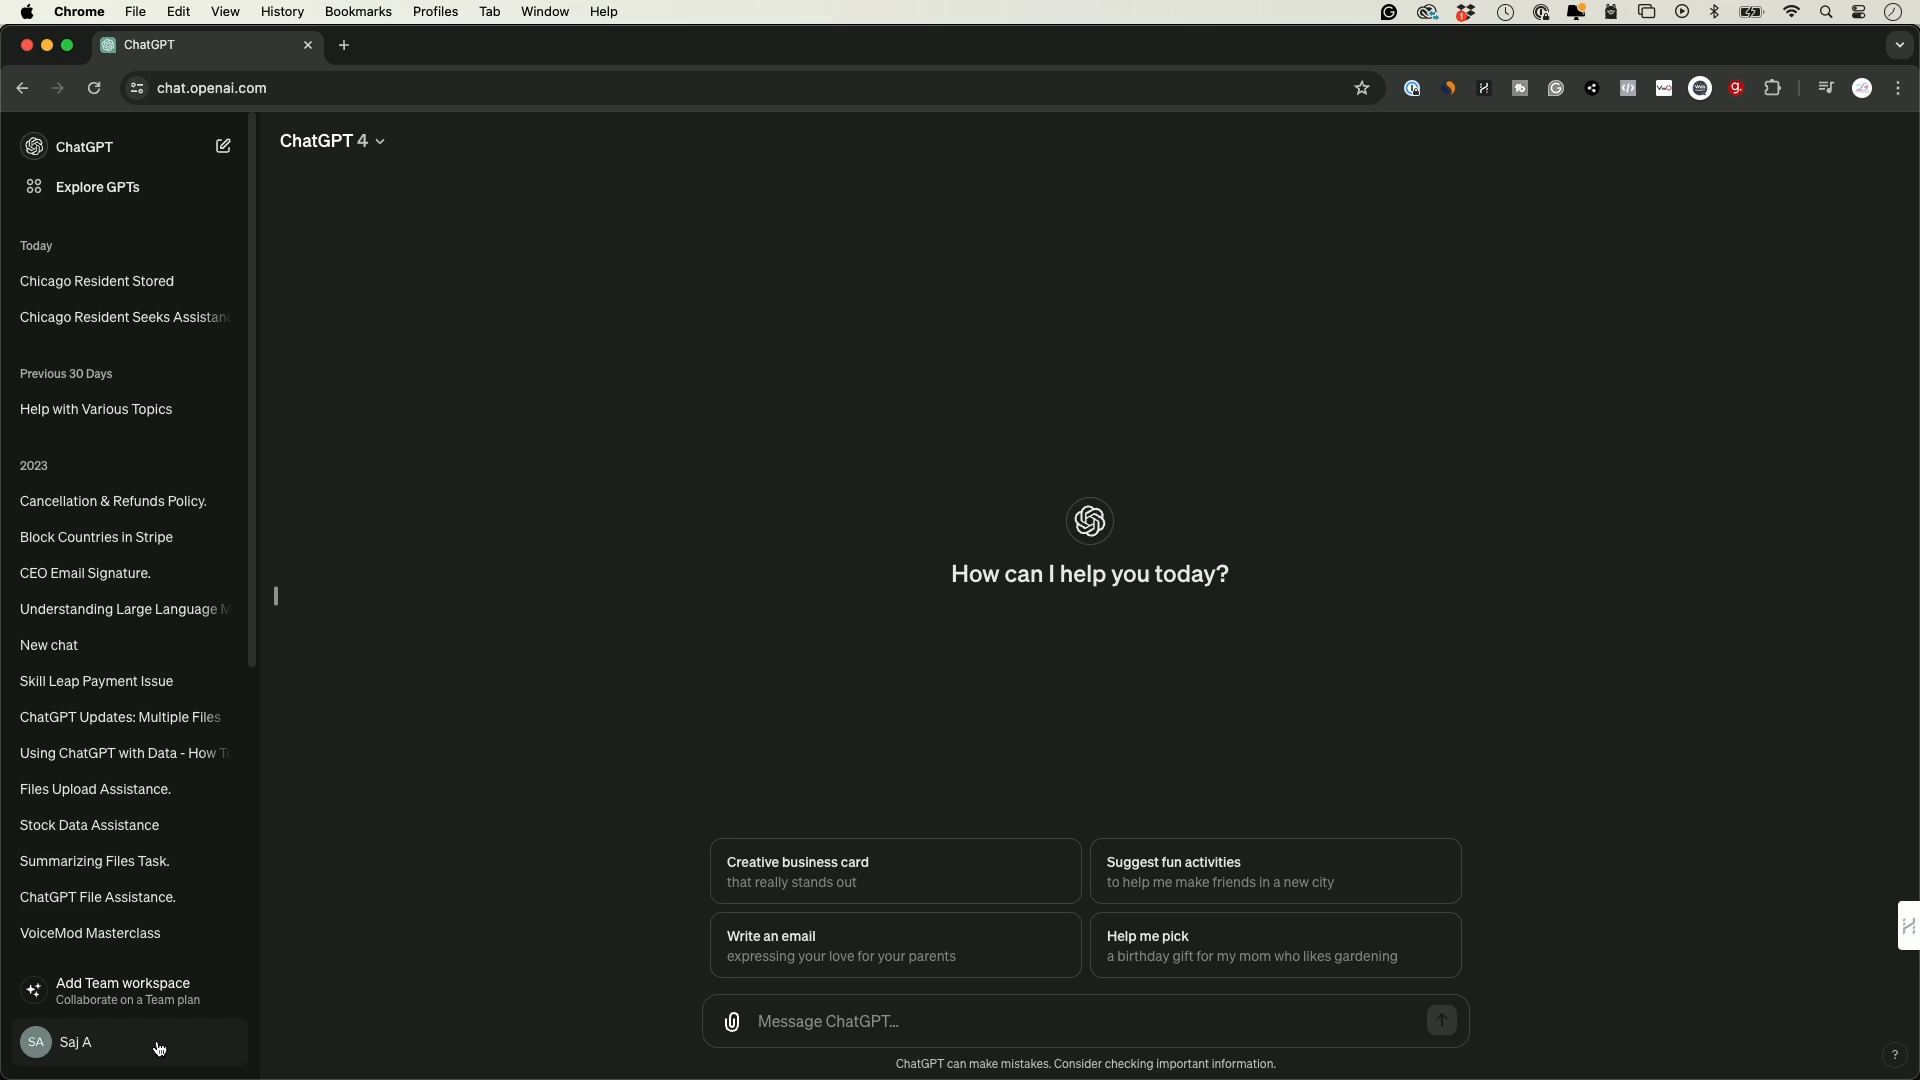 Chrome File Edit View History Bookmarks Profiles Tab Window Help
ChatGPT
chat.openai.com
ChatGPT
Explore GPTs
Today
Chicago Resident Stored
Chicago Resident Seeks Assistan
Previous 30 Days
Help with Various Topics
2023
Cancellation & Refunds Policy.
Block Countries in Stripe
CEO Email Signature.
Understanding Large Language M
New chat
Skill Leap Payment Issue
ChatGPT Updates: Multiple Files
Using ChatGPT with Data - How To
Files Upload Assistance.
Stock Data Assistance
Summarizing Files Task.
ChatGPT File Assistance.
VoiceMod Masterclass
Add Team workspace
Collaborate on a Team plan
SA Saj A
ChatGPT 4
How can I help you today?
Creative business card
that really stands out
Suggest fun activities
to help me make friends in a new city
Write an email
expressing your love for your parents
Help me pick
a birthday gift for my mom who likes gardening
Message ChatGPT...
ChatGPT can make mistakes. Consider checking important information.
?